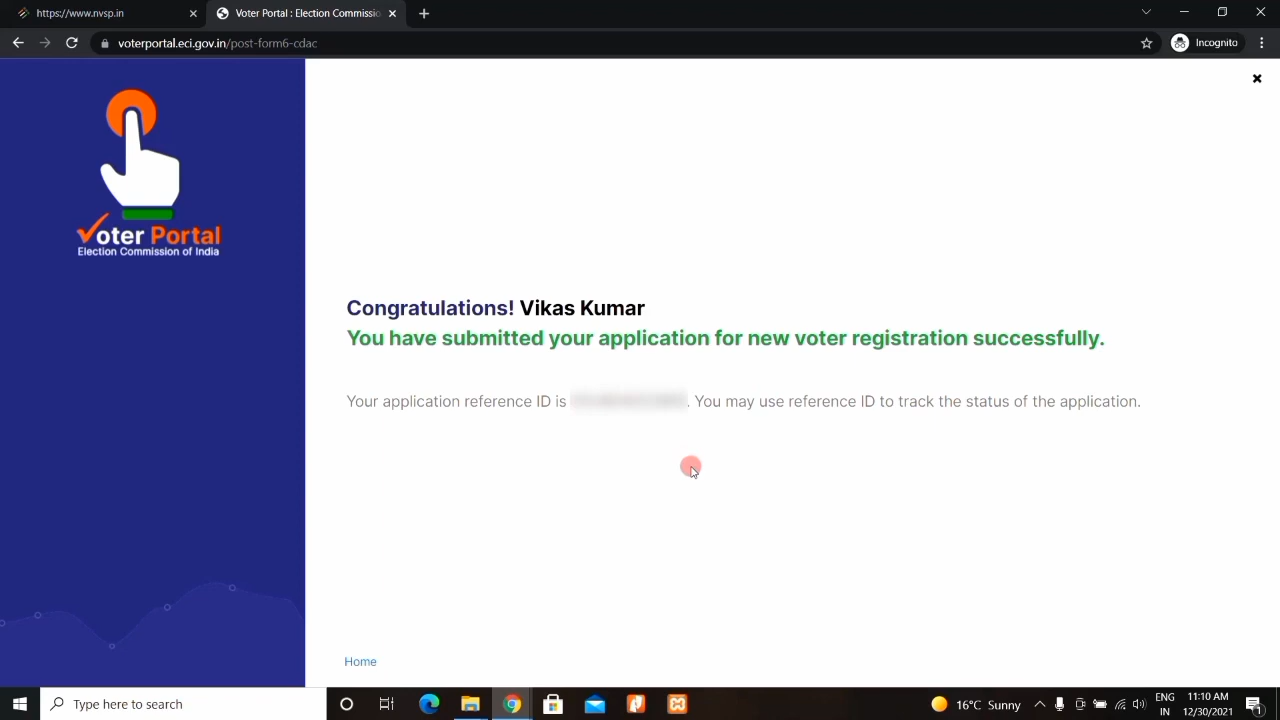 https://www.nvsp.in
Voter Portal : Election Commissio
voterportal.eci.gov.in/post-form6-cdac
Incognito
Voter Portal
Election Commission of India
Congratulations! Vikas Kumar
You have submitted your application for new voter registration successfully.
Your application reference ID is . You may use reference ID to track the status of the application.
Home
Type here to search
16°C Sunny
ENG
IN
11:10 AM
12/30/2021
1